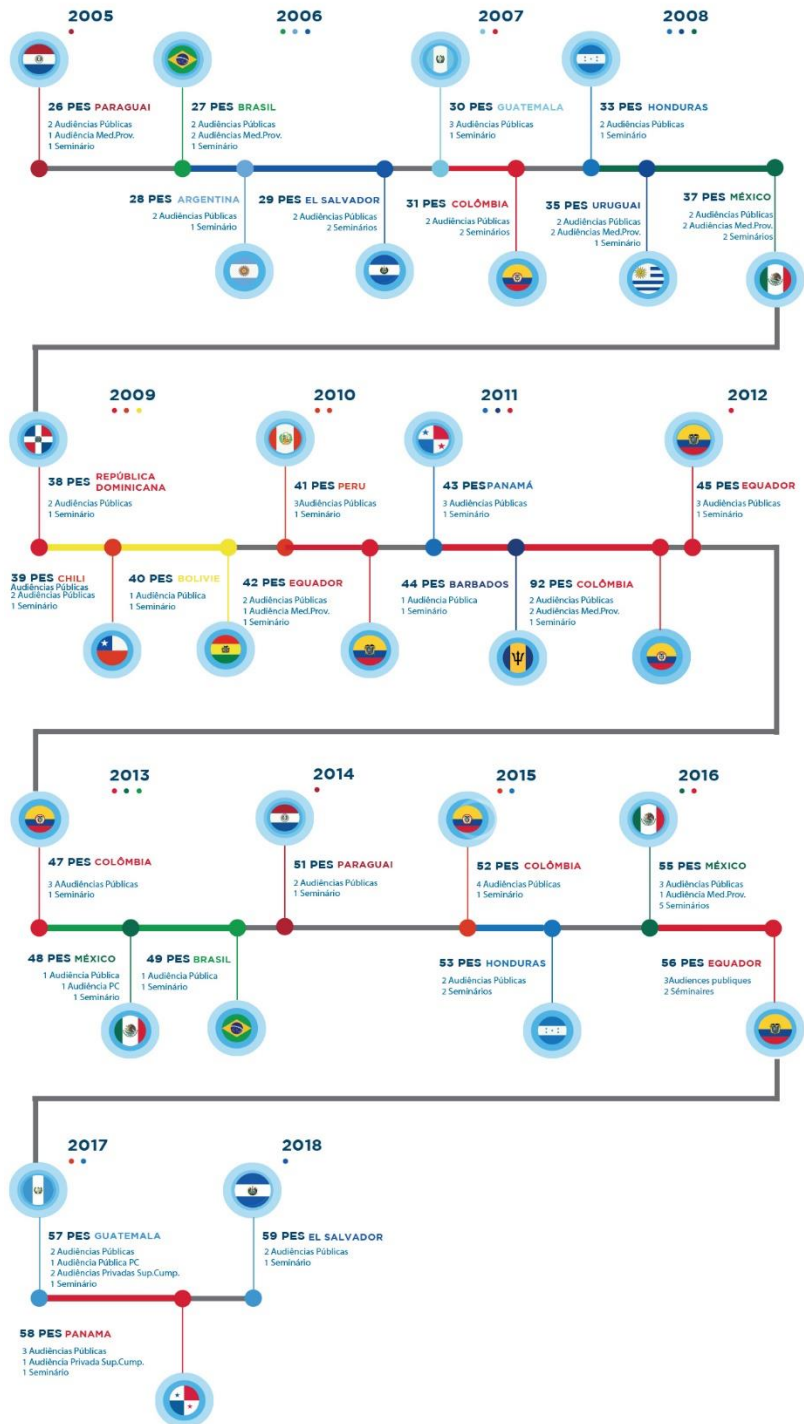 2005
2006
2007
2008
26 PES PARAGUAI
2 Audiências Públicas
1 Audiência Med.Prov.
1 Seminário
27 PES BRASIL
2 Audiências Públicas
2 Audiências Med.Prov.
1 Seminário
30 PES GUATEMALA
3 Audiências Públicas
1 Seminário
33 PES HONDURAS
2 Audiências Públicas
1 Seminário
28 PES ARGENTINA
2 Audiências Públicas
1 Seminário
29 PES EL SALVADOR
2 Audiências Públicas
2 Seminários
31 PES COLÔMBIA
2 Audiências Públicas
2 Seminários
35 PES URUGUAI
2 Audiências Públicas
2 Audiências Med.Prov.
1 Seminário
37 PES MÉXICO
2 Audiências Públicas
2 Audiências Med.Prov.
2 Seminários
2009
2010
2011
2012
38 PES REPÚBLICA
DOMINICANA
2 Audiências Públicas
1 Seminário
41 PES PERU
3Audiências Públicas
1 Seminário
43 PESPANAMÁ
3 Audiências Públicas
1 Seminário
45 PES EQUADOR
3 Audiências Públicas
1 Seminário
39 PES CHILI
Audiências Públicas
2 Audiências Públicas
1 Seminário
40 PES BOLIVIE
1 Audiência Pública
1 Seminário
42 PES EQUADOR
2 Audiências Públicas
1 Audiência Med.Prov.
1 Seminário
44 PES BARBADOS
1 Audiência Pública
1 Seminário
92 PES COLÔMBIA
2 Audiências Públicas
2 Audiências Med.Prov.
1 Seminário
2013
2014
2015
2016
47 PES COLÔMBIA
3 AAudiências Públicas
1 Seminário
51 PES PARAGUAI
2 Audiências Públicas
1 Seminário
52 PES COLÔMBIA
4 Audiências Públicas
1 Seminário
55 PES MÉXICO
3 Audiências Públicas
1 Audiência Med.Prov.
5 Seminários
48 PES MÉXICO
1 Audiência Pública
1 Audiência PC
1 Seminário
49 PES BRASIL
1 Audiência Pública
1 Seminário
53 PES HONDURAS
2 Audiências Públicas
2 Seminários
56 PES EQUADOR
3Audiences publiques
2 Séminaires
2017
2018
57 PES GUATEMALA
2 Audiências Públicas
1 Audiência Pública PC
2 Audiências Privadas Sup.Cump.
1 Seminário
59 PES EL SALVADOR
2 Audiências Públicas
1 Seminário
58 PES PANAMA
3 Audiências Públicas
1 Audiência Privada Sup.Cump.
1 Seminário